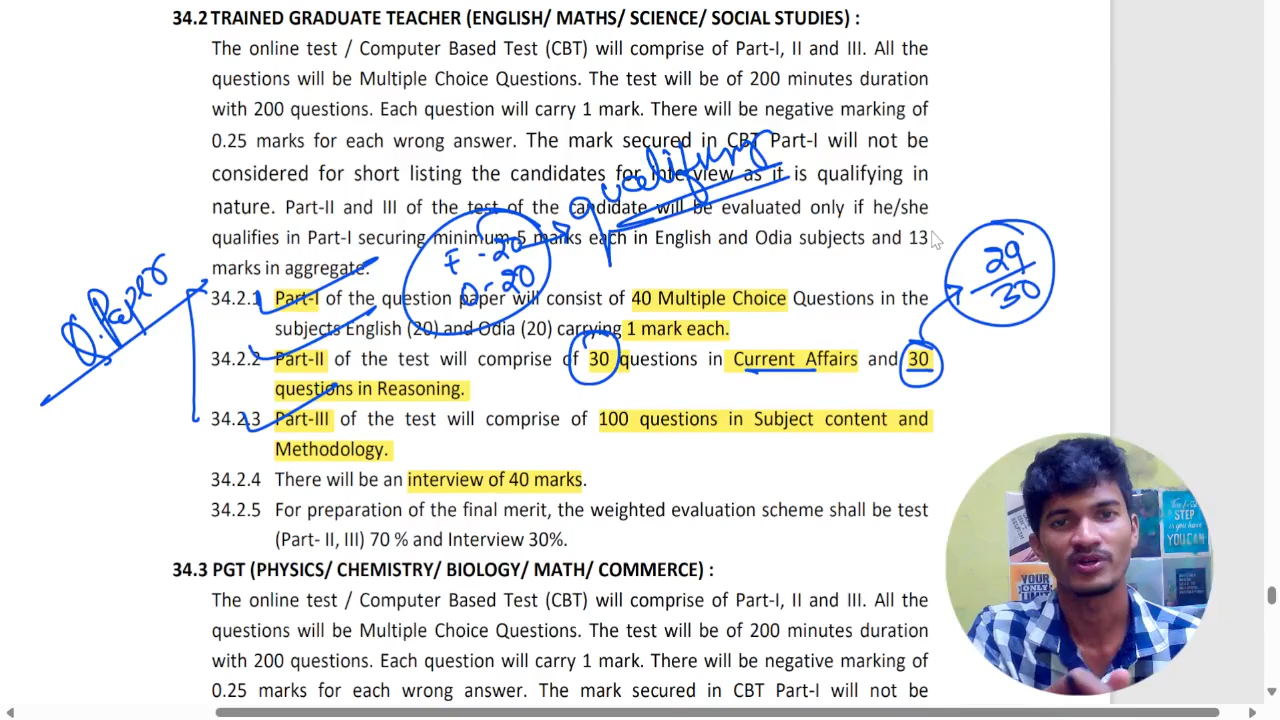 34.2 TRAINED GRADUATE TEACHER (ENGLISH/ MATHS/ SCIENCE/ SOCIAL STUDIES) :
The online test / Computer Based Test (CBT) will comprise of Part-I, II and III. All the
questions will be Multiple Choice Questions. The test will be of 200 minutes duration
with 200 questions. Each question will carry 1 mark. There will be negative marking of
0.25 marks for each wrong answer. The mark secured in CBT Part-I will not be
considered for short listing the candidates for interview as it is qualifying in
qualifying
nature. Part-II and III of the test of the candidate will be evaluated only if he/she
qualifies in Part-I securing minimum 5 marks each in English and Odia subjects and 13
E - 20
29
marks in aggregate.
O - 20
30
Q. Paper
34.2.1 Part-I of the question paper will consist of 40 Multiple Choice Questions in the
subjects English (20) and Odia (20) carrying 1 mark each.
34.2.2 Part-II of the test will comprise of 30 questions in Current Affairs and 30
questions in Reasoning.
34.2.3 Part-III of the test will comprise of 100 questions in Subject content and
Methodology.
34.2.4 There will be an interview of 40 marks.
34.2.5 For preparation of the final merit, the weighted evaluation scheme shall be test
(Part- II, III) 70 % and Interview 30%.
34.3 PGT (PHYSICS/ CHEMISTRY/ BIOLOGY/ MATH/ COMMERCE) :
The online test / Computer Based Test (CBT) will comprise of Part-I, II and III. All the
questions will be Multiple Choice Questions. The test will be of 200 minutes duration
with 200 questions. Each question will carry 1 mark. There will be negative marking of
0.25 marks for each wrong answer. The mark secured in CBT Part-I will not be
STEP
YOU CAN
YOUR
ONLY